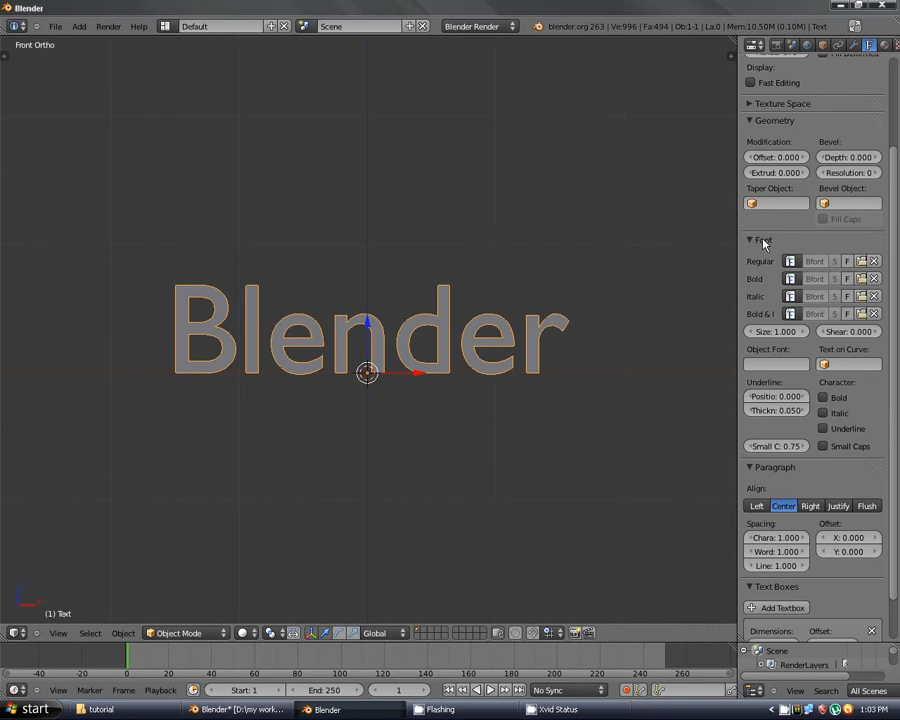 Blender
File Add Render Help Default Scene Blender Render blender.org 263 | Ve:996 | Fa:494 | Ob:1-1 | La:0 | Mem:10.50M (0.10M) | Text
Front Ortho
Display:
Fast Editing
Texture Space
Geometry
Modification: Bevel:
Offset: 0.000 Depth: 0.000
Extrud: 0.000 Resolution: 0
Taper Object: Bevel Object:
Fill Caps
Font
Regular Bfont 5 F
Bold Bfont 5 F
Italic Bfont 5 F
Bold & I Bfont 5 F
Size: 1.000 Shear: 0.000
Object Font: Text on Curve:
Underline: Character:
Positio: 0.000 Bold
Thickn: 0.050 Italic
Underline
Small C: 0.75 Small Caps
Paragraph
Align:
Left Center Right Justify Flush
Spacing: Offset:
Chara: 1.000 X: 0.000
Word: 1.000 Y: 0.000
Line: 1.000
Text Boxes
Add Textbox
Dimensions: Offset:
Blender
(1) Text
View Select Object Object Mode Global
Scene
RenderLayers
-40 -20 0 20 40 60 80 100 120 140 160 180 200 220 240 260
View Marker Frame Playback Start: 1 End: 250 1 No Sync View Search All Scenes
start tutorial Blender* [D:\my work... Blender Flashing Xvid Status 1:03 PM